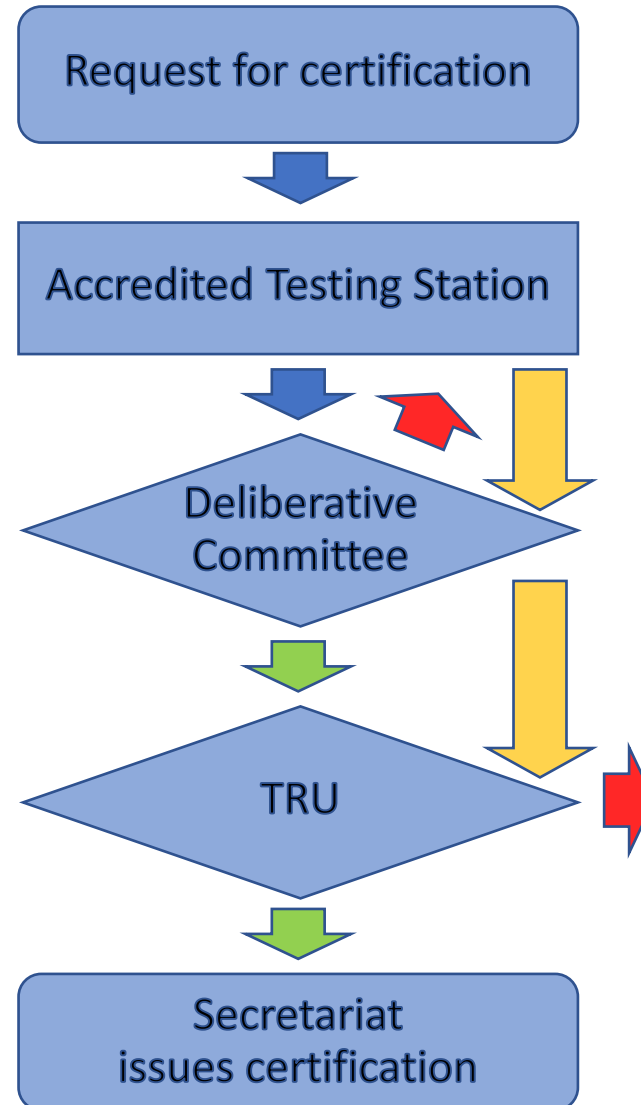 Request for certification
Accredited Testing Station
Deliberative
Committee
TRU
Secretariat
issues certification